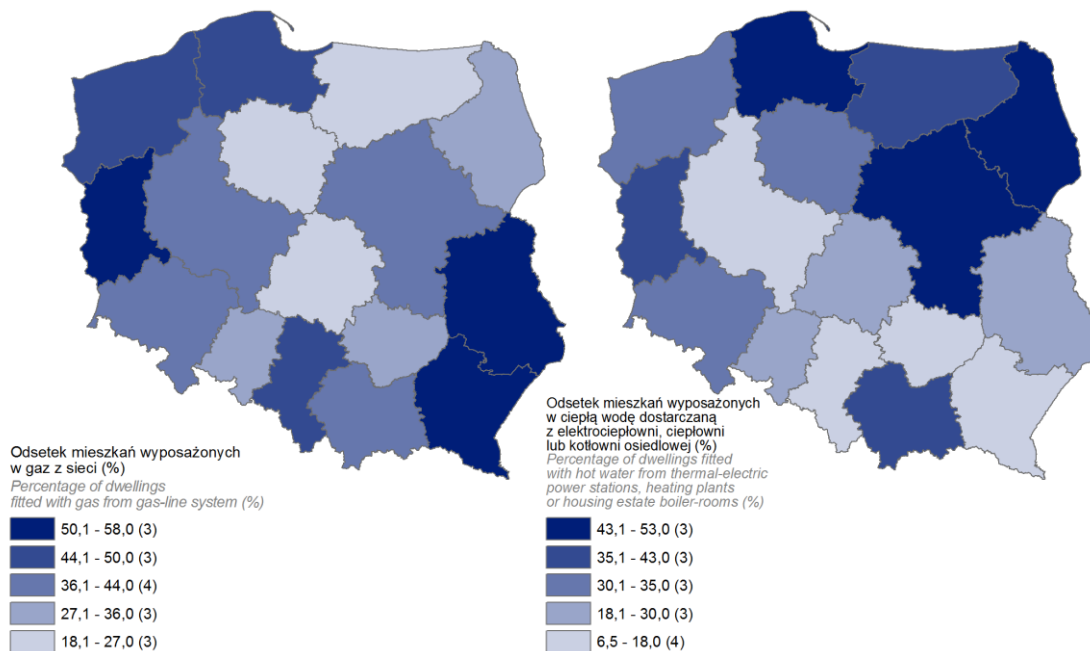 Odsetek mieszkań wyposażonych
w gaz z sieci (%)
Percentage of dwellings
fitted with gas from gas-line system (%)
50,1 - 58,0 (3)
44,1 - 50,0 (3)
36,1 - 44,0 (4)
27,1 - 36,0 (3)
18,1 - 27,0 (3)
Odsetek mieszkań wyposażonych
w ciepłą wodę dostarczaną
z elektrociepłowni, ciepłowni
lub kotłowni osiedlowej (%)
Percentage of dwellings fitted
with hot water from thermal-electric
power stations, heating plants
or housing estate boiler-rooms (%)
43,1 - 53,0 (3)
35,1 - 43,0 (3)
30,1 - 35,0 (3)
18,1 - 30,0 (3)
6,5 - 18,0 (4)